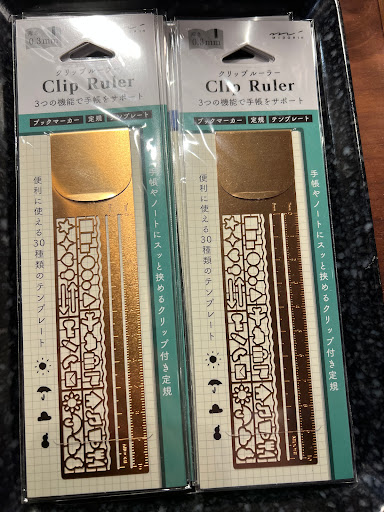 0.3mm
クリップルーラー
Clip Ruler
3つの機能で手帳をサポート
ブックマーカー 定規 テンプレート
便利に使える30種類のテンプレート
手帳やノートにスッと挟めるクリップ付き定規
0.3mm
MIDORI
クリップルーラー
Clip Ruler
3つの機能で手帳をサポート
ブックマーカー 定規 テンプレート
便利に使える30種類のテンプレート
手帳やノートにスッと挟めるクリップ付き定規